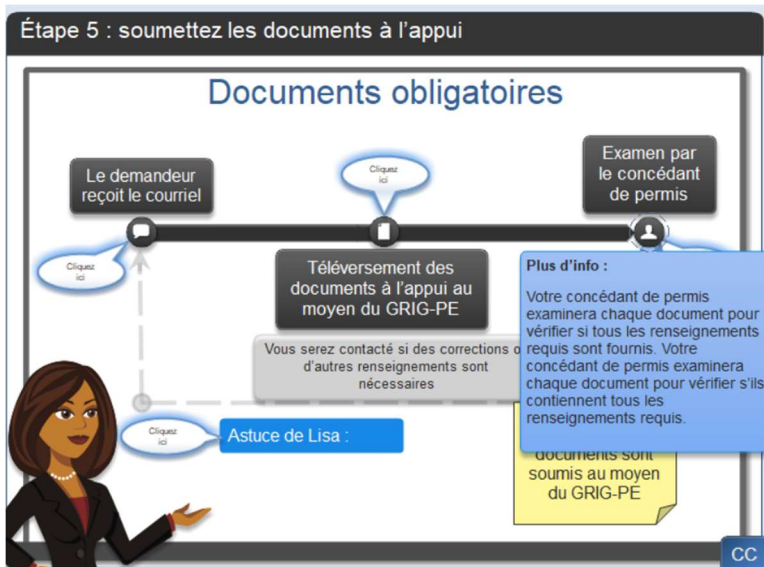 Étape 5 : soumettez les documents à l'appui
Documents obligatoires
Le demandeur
reçoit le courriel
Cliquez
ici
Examen par
le concédant
de permis
Cliquez
ici
Téléversement des
documents à l'appui au
moyen du GRIG-PE
Plus d'info :
Votre concédant de permis
examinera chaque document pour
vérifier si tous les renseignements
requis sont fournis. Votre
concédant de permis examinera
chaque document pour vérifier s'ils
contiennent tous les
renseignements requis.
Vous serez contacté si des corrections o
d'autres renseignements sont
nécessaires
Cliquez
ici
Astuce de Lisa :
documents sont
soumis au moyen
du GRIG-PE
CC